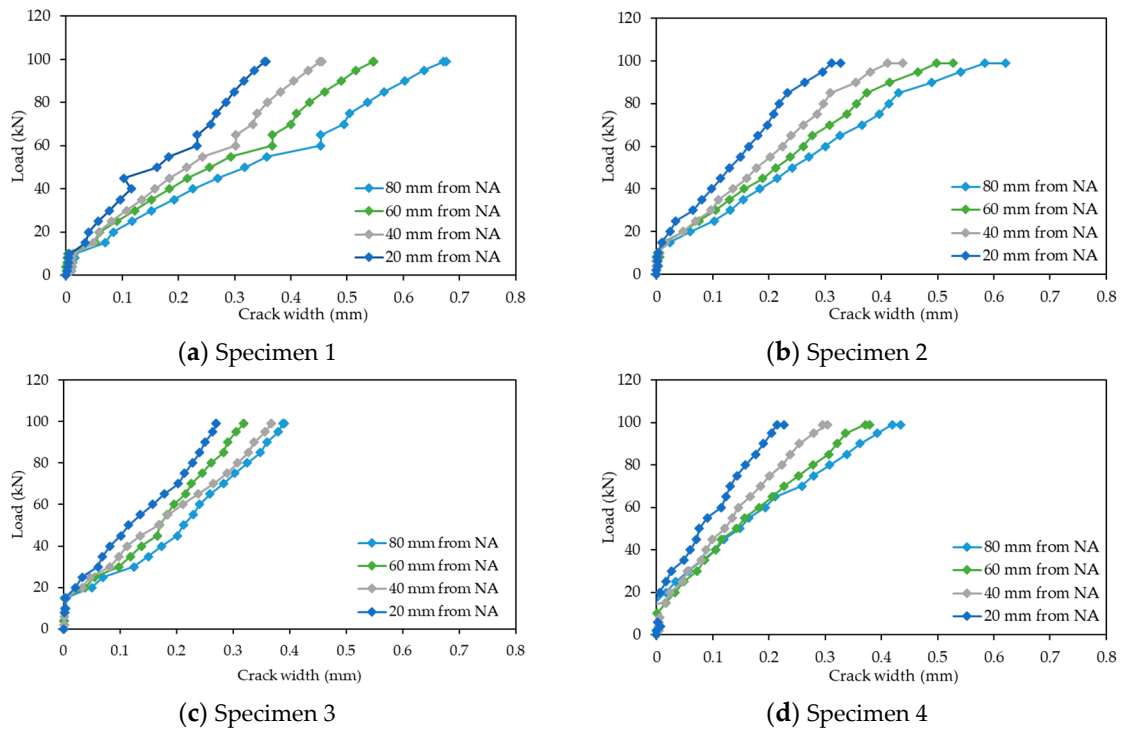 120
100
80
60
40
20
0
Load (kN)
80 mm from NA
60 mm from NA
40 mm from NA
20 mm from NA
0 0.1 0.2 0.3 0.4 0.5 0.6 0.7 0.8
Crack width (mm)
(a) Specimen 1
120
100
80
60
40
20
0
Load (kN)
80 mm from NA
60 mm from NA
40 mm from NA
20 mm from NA
0 0.1 0.2 0.3 0.4 0.5 0.6 0.7 0.8
Crack width (mm)
(b) Specimen 2
120
100
80
60
40
20
0
Load (kN)
80 mm from NA
60 mm from NA
40 mm from NA
20 mm from NA
0 0.1 0.2 0.3 0.4 0.5 0.6 0.7 0.8
Crack width (mm)
(c) Specimen 3
120
100
80
60
40
20
0
Load (kN)
80 mm from NA
60 mm from NA
40 mm from NA
20 mm from NA
0 0.1 0.2 0.3 0.4 0.5 0.6 0.7 0.8
Crack width (mm)
(d) Specimen 4